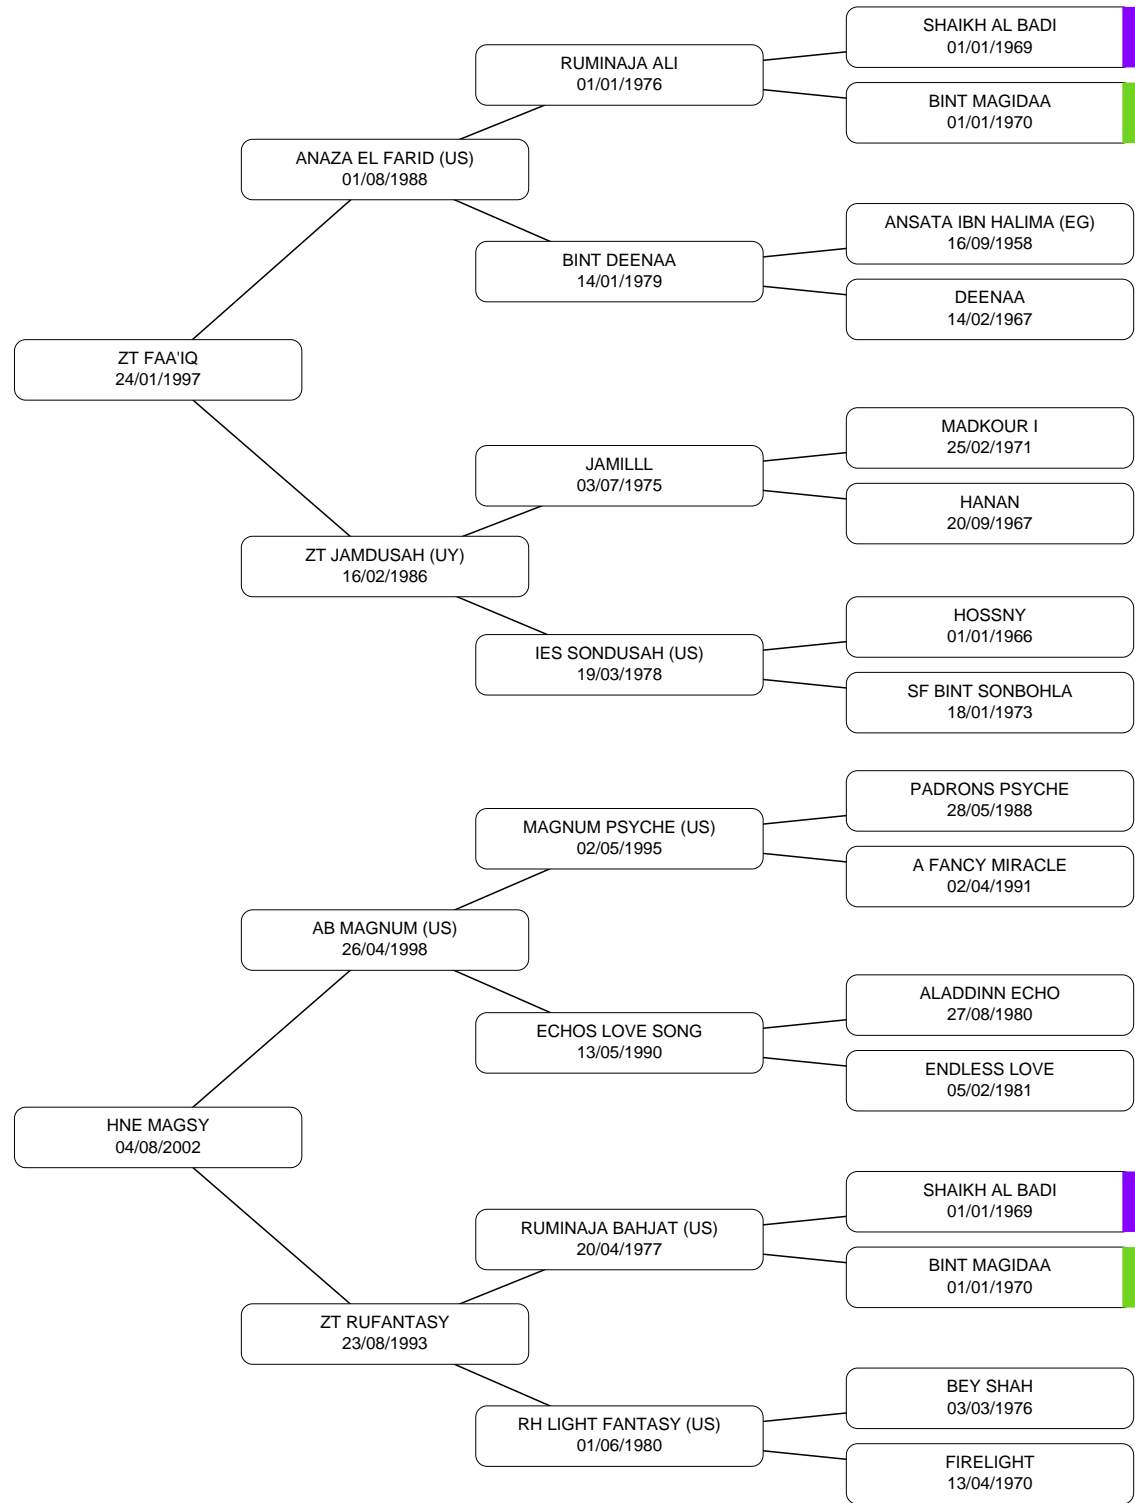 SHAIKH AL BADI
01/01/1969
RUMINAJA ALI
01/01/1976
BINT MAGIDAA
01/01/1970
ANAZA EL FARID (US)
01/08/1988
ANSATA IBN HALIMA (EG)
16/09/1958
BINT DEENAA
14/01/1979
DEENAA
14/02/1967
ZT FAA'IQ
24/01/1997
MADKOUR I
25/02/1971
JAMILLL
03/07/1975
HANAN
20/09/1967
ZT JAMDUSAH (UY)
16/02/1986
HOSSNY
01/01/1966
IES SONDUSAH (US)
19/03/1978
SF BINT SONBOHLA
18/01/1973
PADRONS PSYCHE
28/05/1988
MAGNUM PSYCHE (US)
02/05/1995
A FANCY MIRACLE
02/04/1991
AB MAGNUM (US)
26/04/1998
ALADDINN ECHO
27/08/1980
ECHOS LOVE SONG
13/05/1990
ENDLESS LOVE
05/02/1981
HNE MAGSY
04/08/2002
SHAIKH AL BADI
01/01/1969
RUMINAJA BAHJAT (US)
20/04/1977
BINT MAGIDAA
01/01/1970
ZT RUFANTASY
23/08/1993
BEY SHAH
03/03/1976
RH LIGHT FANTASY (US)
01/06/1980
FIRELIGHT
13/04/1970